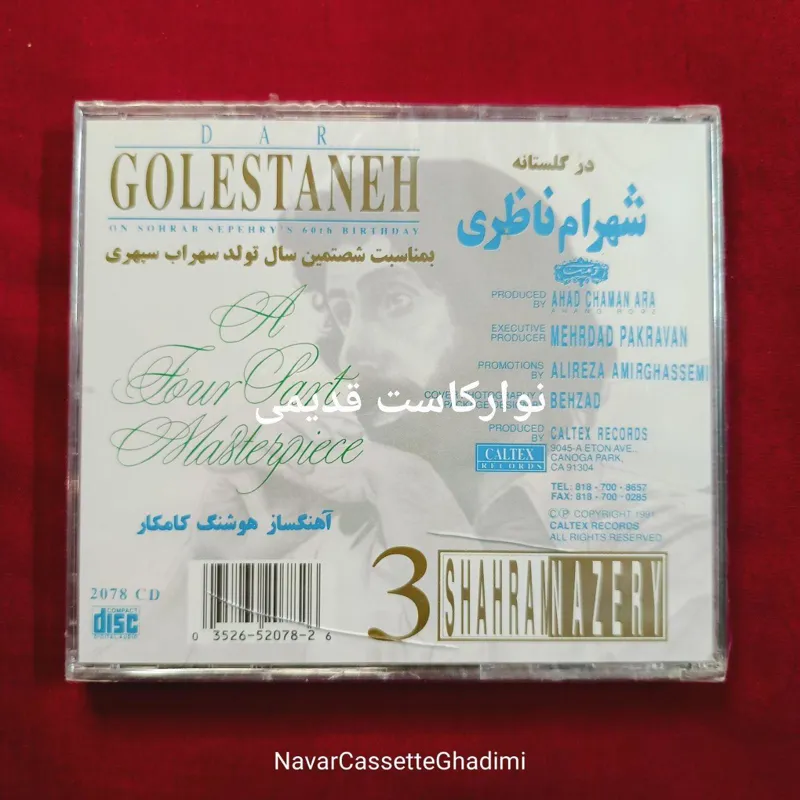 DAR
GOLESTANEH
ON SOHRAB SEPEHRY'S 60th BIRTHDAY
بمناسبت شصتمین سال تولد سهراب سپهری
A
Four Part
Masterpiece
آهنگساز هوشنگ کامکار
2078 CD
COMPACT
disc
DIGITAL AUDIO
0 3526-52078-2 6
در گلستانه
شهرام ناظری
PRODUCED BY AHAD CHAMAN ARA
EXECUTIVE PRODUCER MEHRDAD PAKRAVAN
PROMOTIONS BY ALIREZA AMIRGHASSEMI
BEHZAD
PRODUCED BY CALTEX RECORDS
CALTEX
RECORDS
9045-A ETON AVE.,
CANOGA PARK,
CA 91304
TEL: 818 - 700 - 8657
FAX: 818 - 700 - 0285
COPYRIGHT 1991
CALTEX RECORDS
ALL RIGHTS RESERVED
3 SHAHRAM NAZERY
نوارکاست قدیمی
NavarCassetteGhadimi